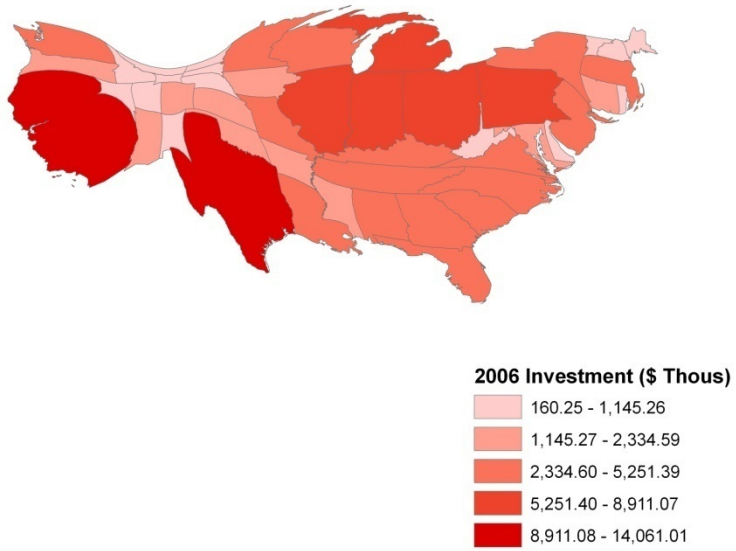 2006 Investment ($ Thous)
160.25 - 1,145.26
1,145.27 - 2,334.59
2,334.60 - 5,251.39
5,251.40 - 8,911.07
8,911.08 - 14,061.01